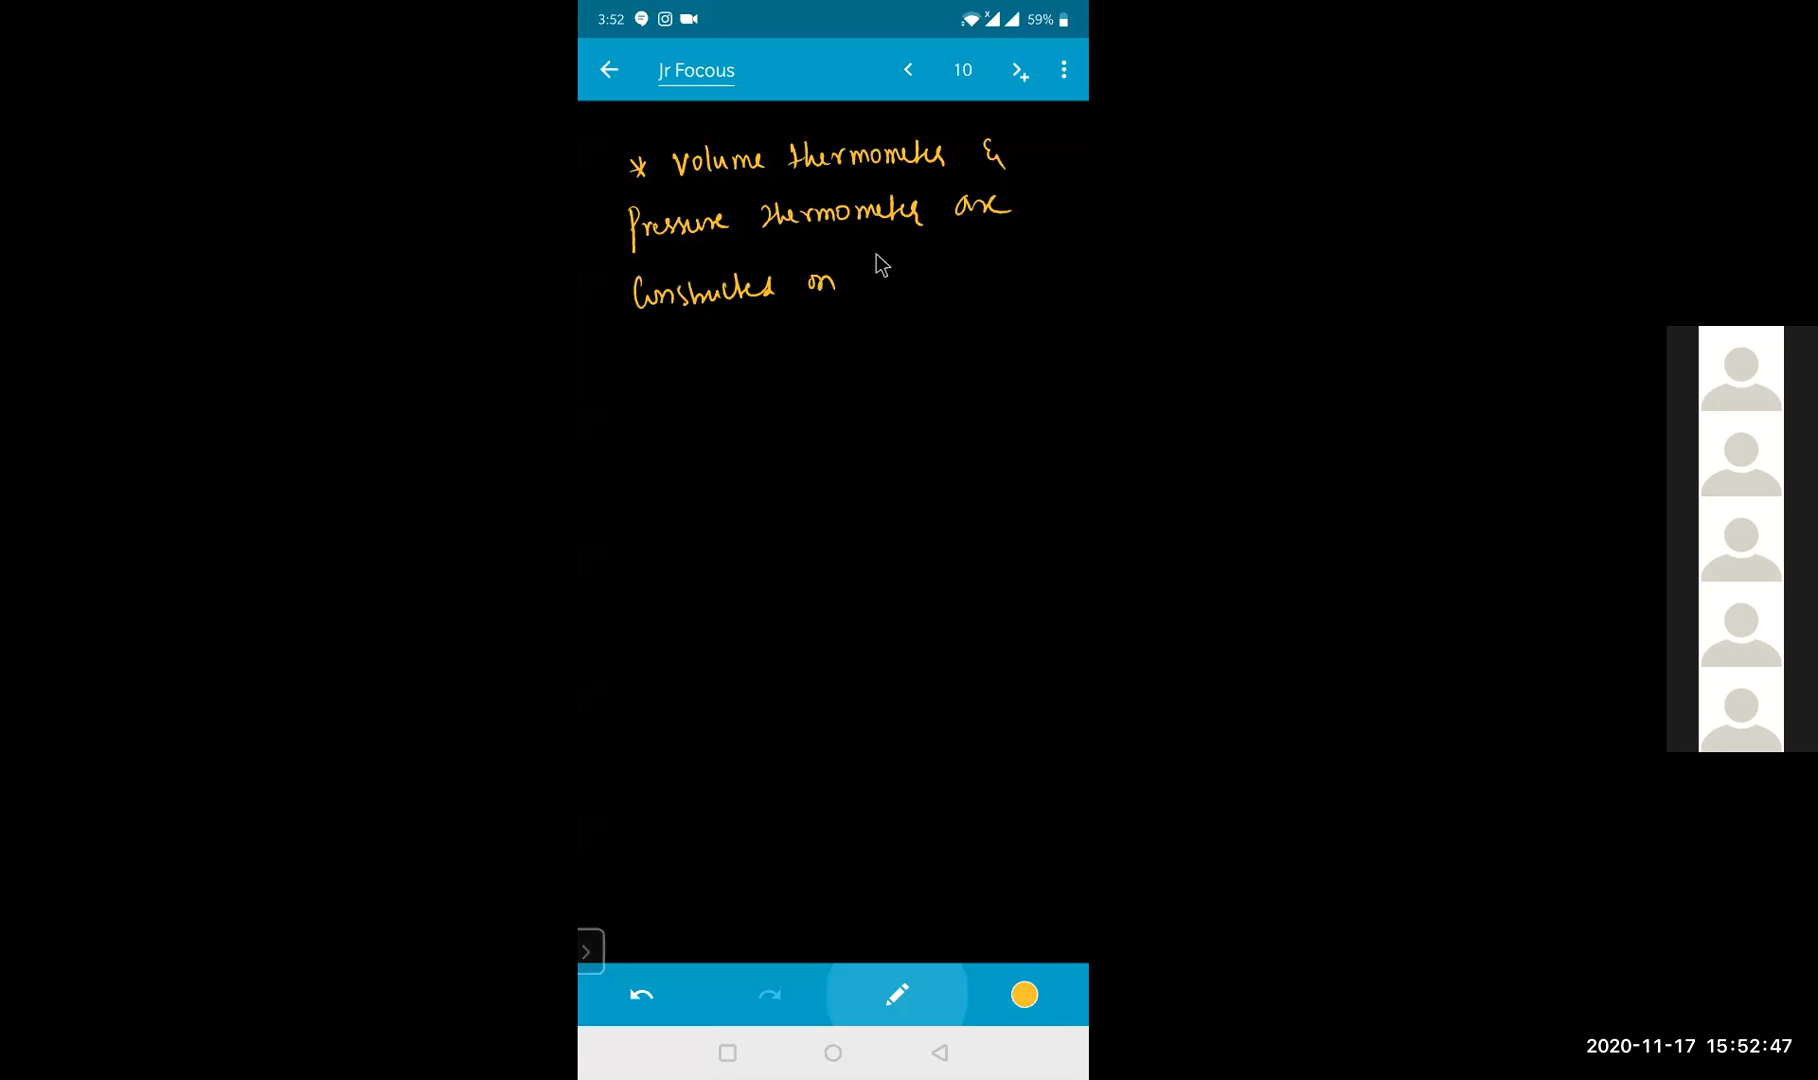 3:52
59%
Jr Focous
10
* Volume thermometer &
Pressure thermometer are
Constructed on
2020-11-17 15:52:47